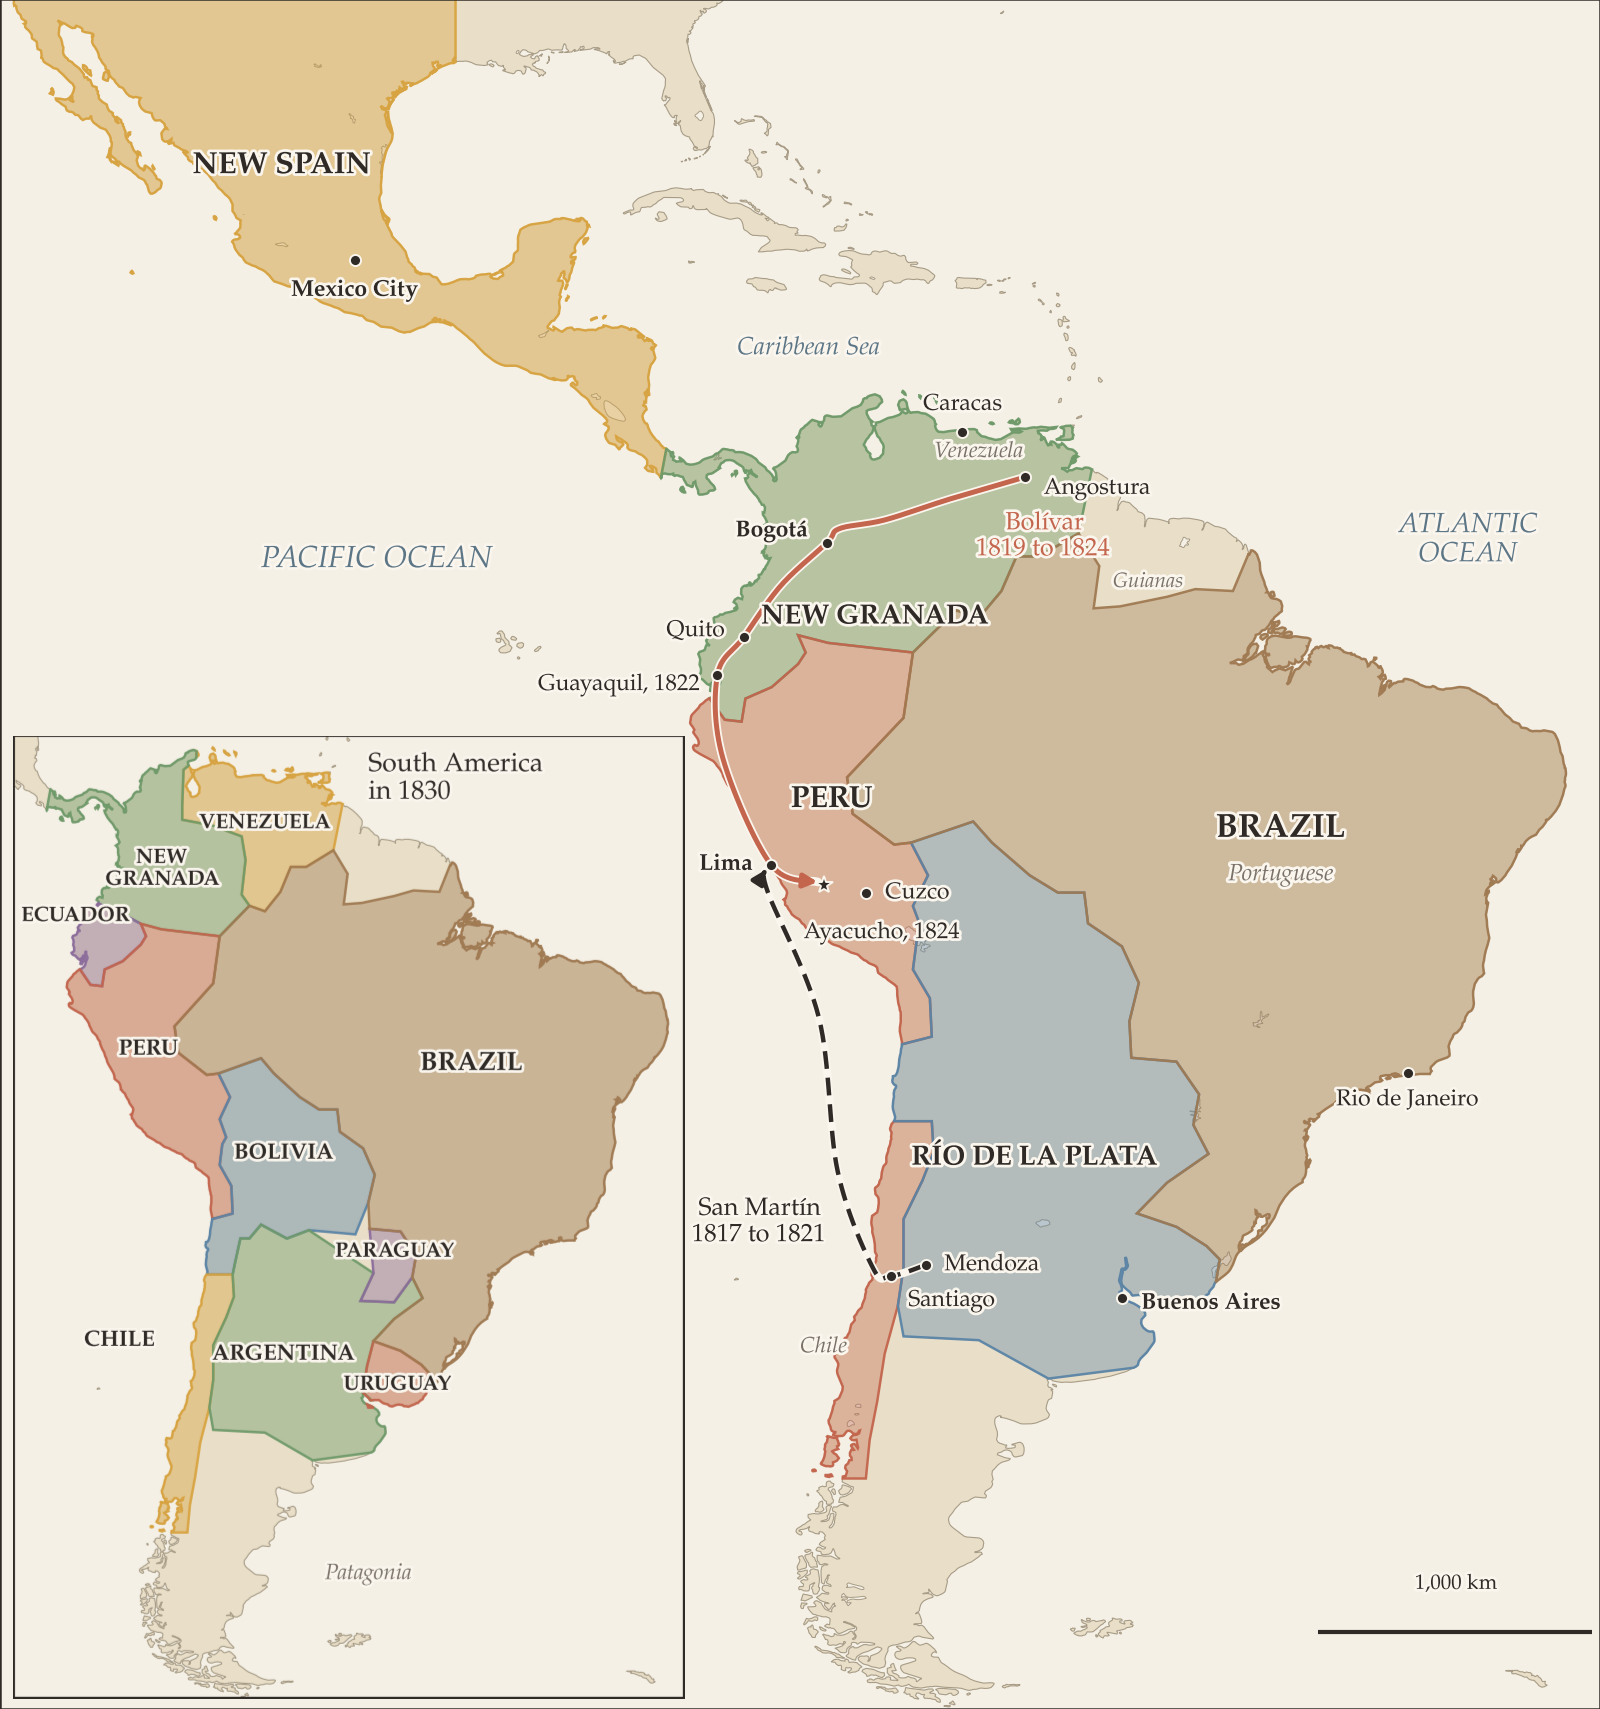 NEW SPAIN
Mexico City
Caribbean Sea
Caracas
Venezuela
Angostura
Bolívar
1819 to 1824
Bogotá
PACIFIC OCEAN
ATLANTIC
OCEAN
Guianas
NEW GRANADA
Quito
Guayaquil, 1822
PERU
BRAZIL
Portuguese
Lima
Cuzco
Ayacucho, 1824
Rio de Janeiro
RÍO DE LA PLATA
San Martín
1817 to 1821
Mendoza
Santiago
Buenos Aires
Chile
1,000 km
South America
in 1830
VENEZUELA
NEW
GRANADA
ECUADOR
PERU
BRAZIL
BOLIVIA
PARAGUAY
CHILE
ARGENTINA
URUGUAY
Patagonia